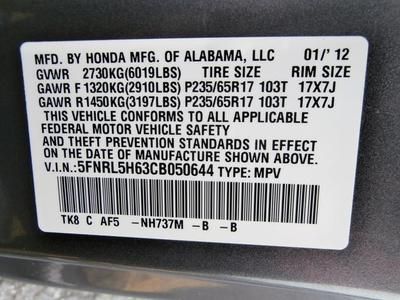 MFD. BY HONDA MFG. OF ALABAMA, LLC 01/'12
GVWR 2730KG(6019LBS) TIRE SIZE RIM SIZE
GAWR F 1320KG(2910LBS) P235/65R17 103T 17X7J
GAWR R1450KG(3197LBS) P235/65R17 103T 17X7J
THIS VEHICLE CONFORMS TO ALL APPLICABLE
FEDERAL MOTOR VEHICLE SAFETY
AND THEFT PREVENTION STANDARDS IN EFFECT
ON THE DATE OF MANUFACTURE SHOWN ABOVE.
V.I.N.:5FNRL5H63CB050644 TYPE: MPV
TK8 C AF5 -NH737M -B -B